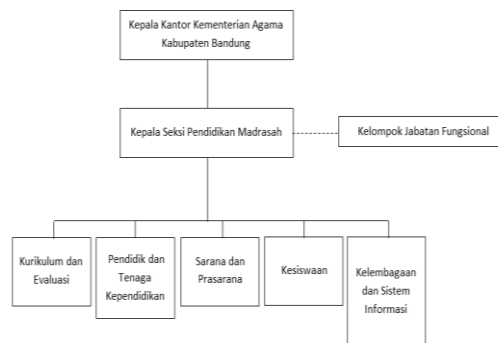 Kepala Kantor Kementerian Agama
Kabupaten Bandung
Kepala Seksi Pendidikan Madrasah
Kelompok Jabatan Fungsional
Kurikulum dan
Evaluasi
Pendidik dan
Tenaga
Kependidikan
Sarana dan
Prasarana
Kesiswaan
Kelembagaan
dan Sistem
Informasi